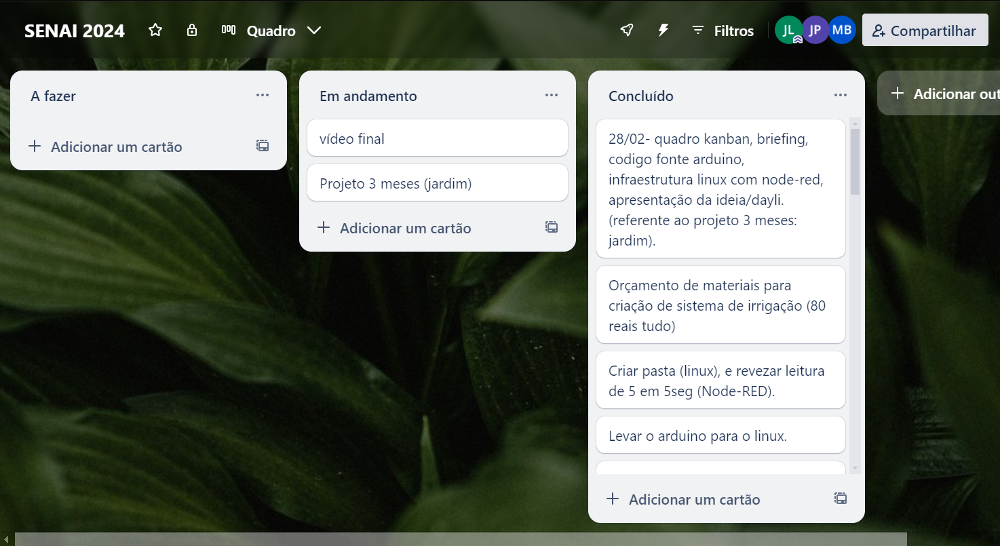 SENAI 2024
Quadro
Filtros
JL
JP
MB
Compartilhar
A fazer
Adicionar um cartão
Em andamento
vídeo final
Projeto 3 meses (jardim)
Adicionar um cartão
Concluído
28/02- quadro kanban, briefing,
codigo fonte arduino,
infraestrutura linux com node-red,
apresentação da ideia/dayli.
(referente ao projeto 3 meses:
jardim).
Orçamento de materiais para
criação de sistema de irrigação (80
reais tudo)
Criar pasta (linux), e revezar leitura
de 5 em 5seg (Node-RED).
Levar o arduino para o linux.
Adicionar um cartão
Adicionar out